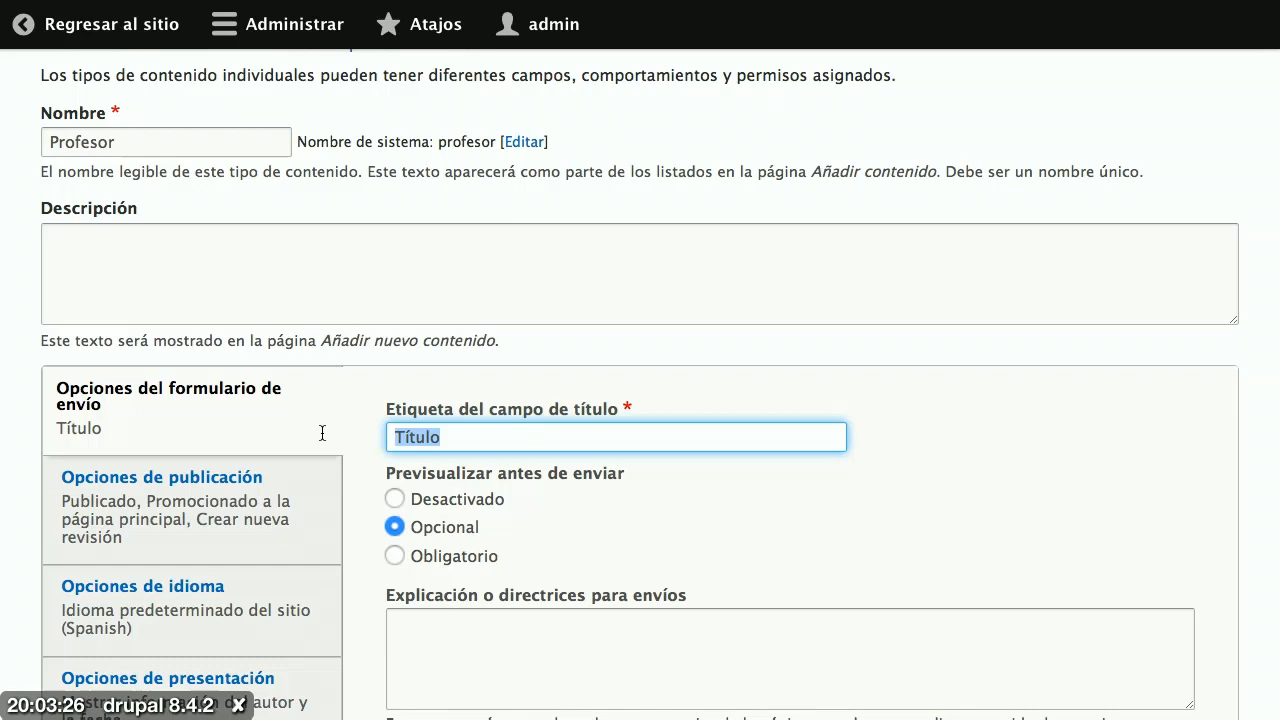 Regresar al sitio Administrar Atajos admin
Los tipos de contenido individuales pueden tener diferentes campos, comportamientos y permisos asignados.
Nombre *
Profesor Nombre de sistema: profesor [Editar]
El nombre legible de este tipo de contenido. Este texto aparecerá como parte de los listados en la página Añadir contenido. Debe ser un nombre único.
Descripción
Este texto será mostrado en la página Añadir nuevo contenido.
Opciones del formulario de
envío
Título
Opciones de publicación
Publicado, Promocionado a la
página principal, Crear nueva
revisión
Opciones de idioma
Idioma predeterminado del sitio
(Spanish)
Opciones de presentación
autor y
Etiqueta del campo de título *
Título
Previsualizar antes de enviar
Desactivado
Opcional
Obligatorio
Explicación o directrices para envíos
20:03:26 drupal 8.4.2 x